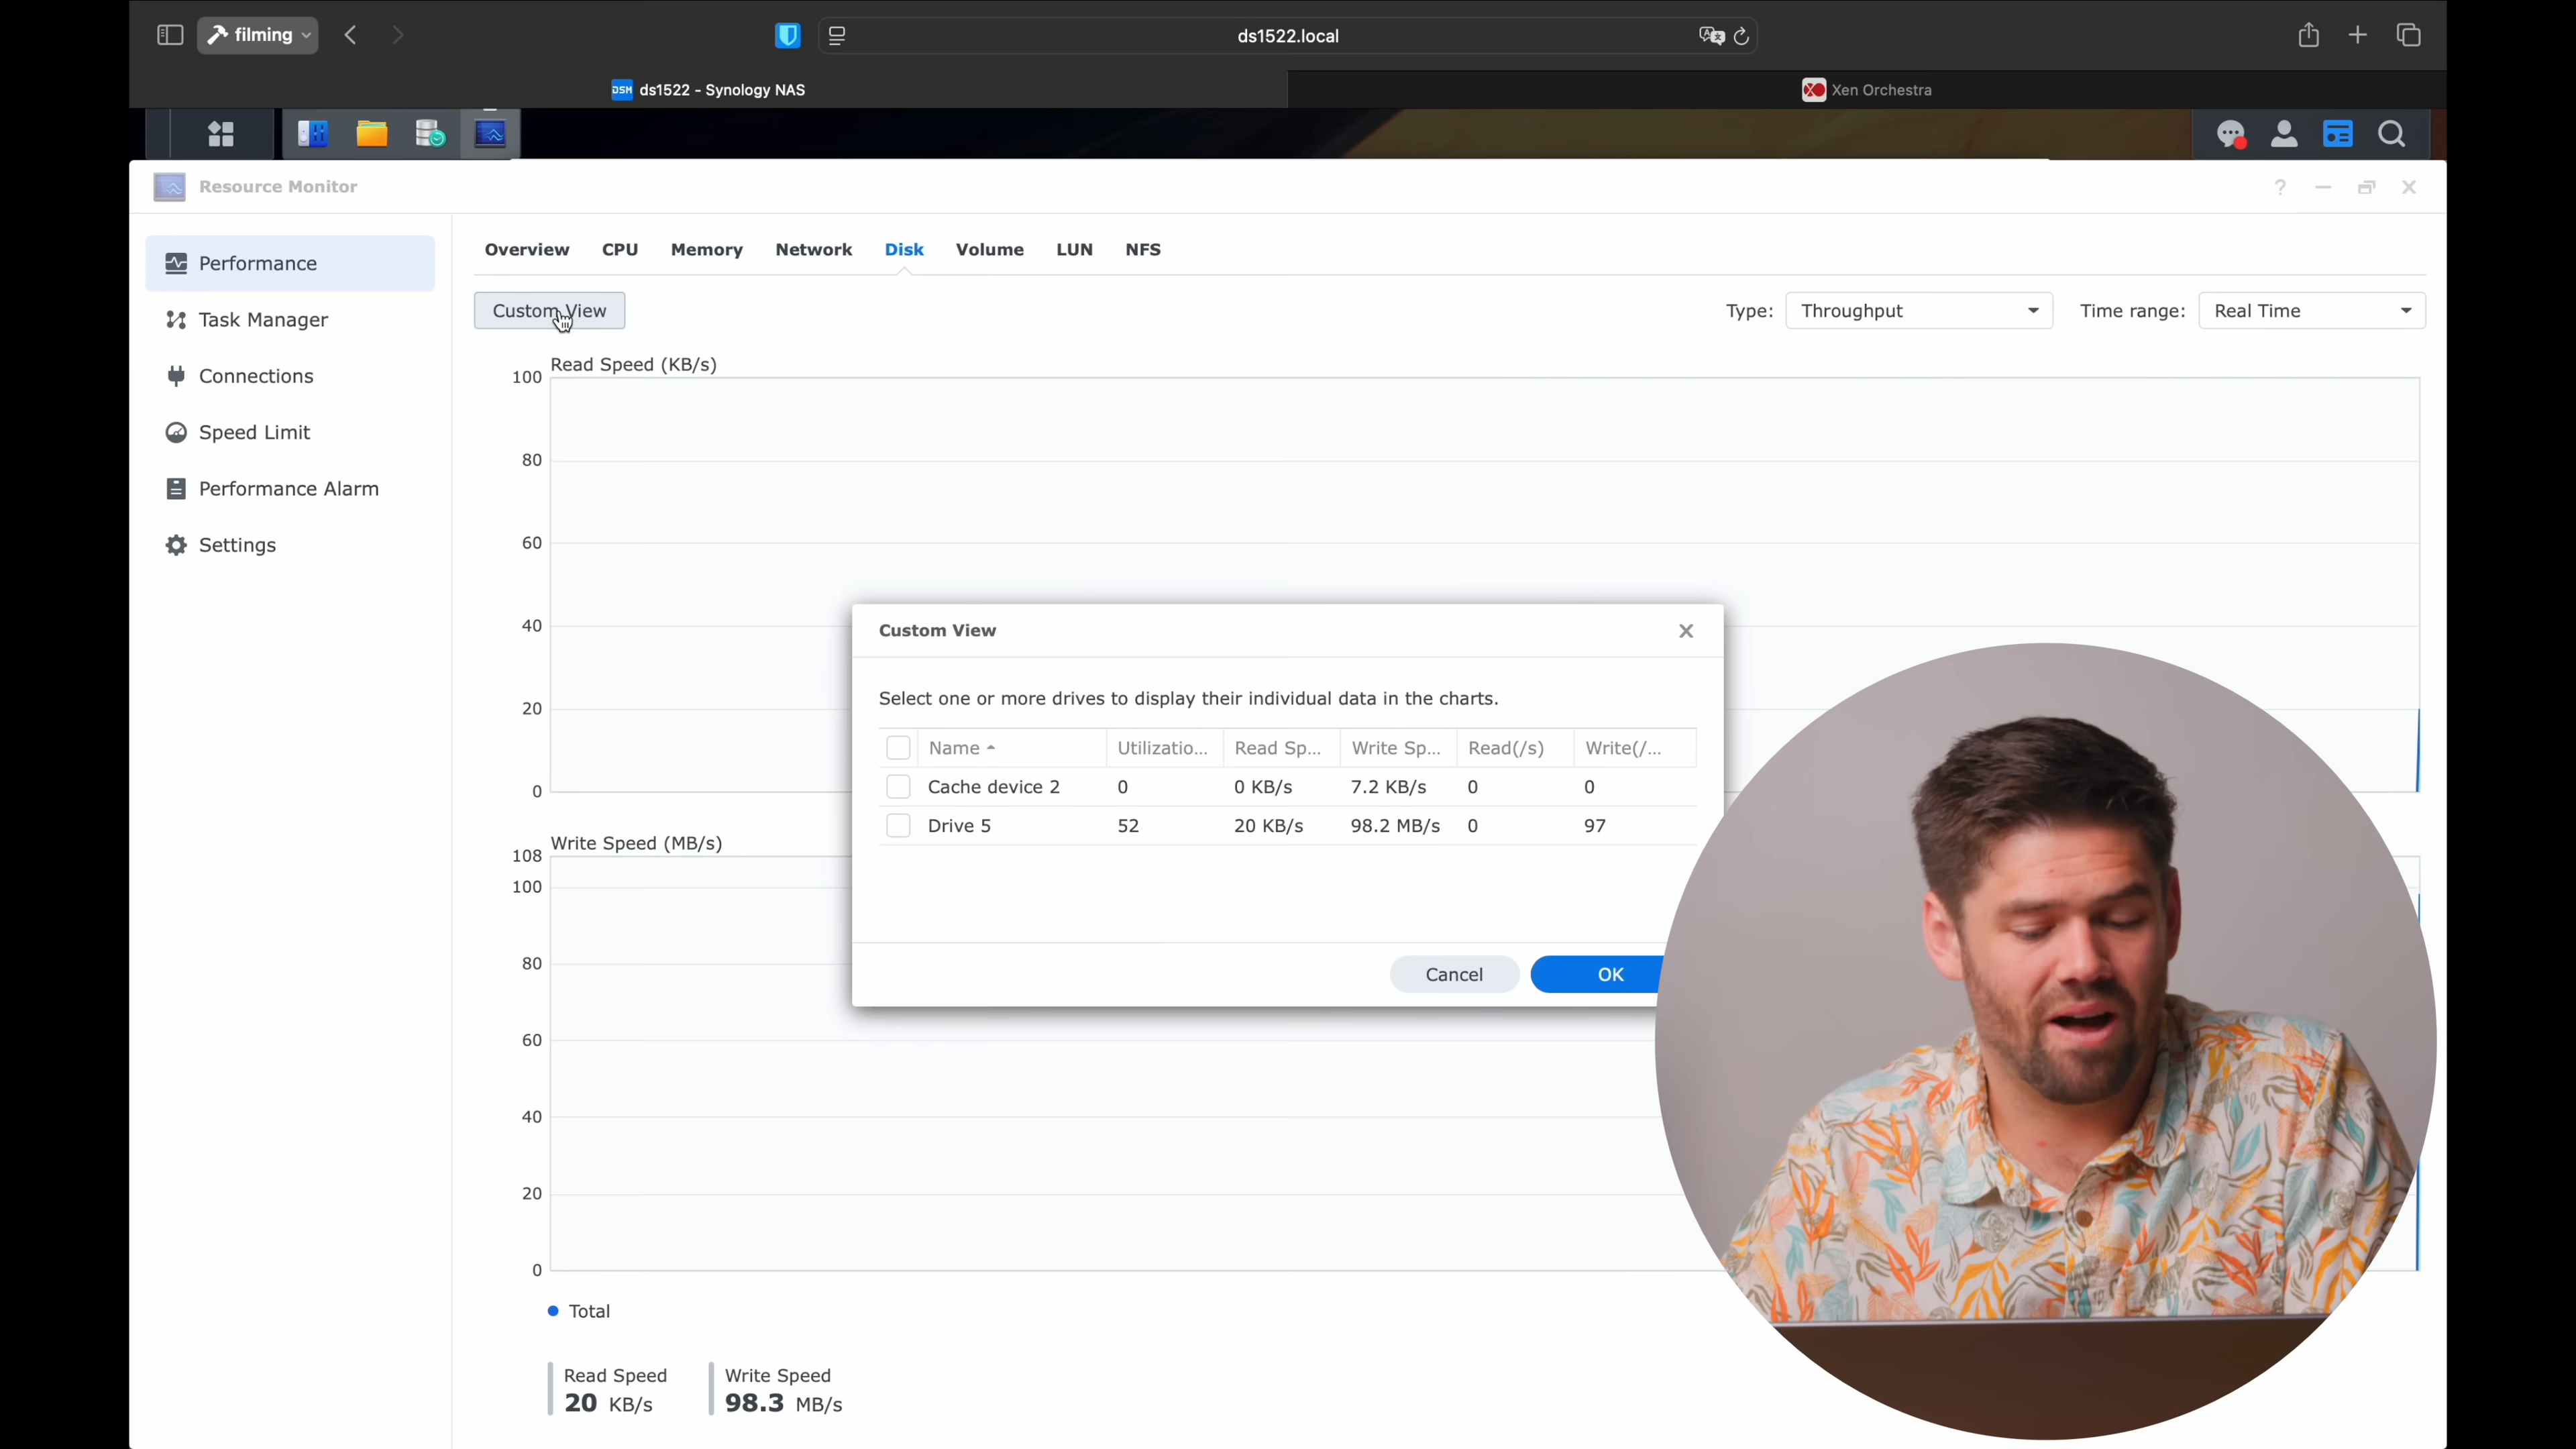 filming
ds1522.local
DSM ds1522 - Synology NAS
Xen Orchestra
Resource Monitor
?
Performance
Task Manager
Connections
Speed Limit
Performance Alarm
Settings
Overview CPU Memory Network Disk Volume LUN NFS
Custom View
Type: Throughput
Time range: Real Time
Read Speed (KB/s)
100
80
60
40
20
0
Write Speed (MB/s)
108
100
80
60
40
20
0
Total
Read Speed
20 KB/s
Write Speed
98.3 MB/s
Custom View
Select one or more drives to display their individual data in the charts.
Name Utilizatio... Read Sp... Write Sp... Read(/s) Write(/...
Cache device 2 0 0 KB/s 7.2 KB/s 0 0
Drive 5 52 20 KB/s 98.2 MB/s 0 97
Cancel
OK